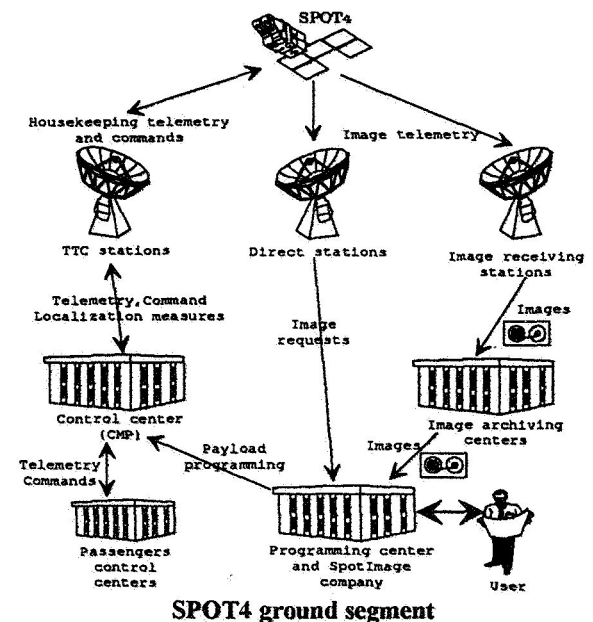 SPOT4
Housekeeping telemetry
and commands
Image telemetry
TTC stations
Direct stations
Image receiving
stations
Telemetry,Command
Localization measures
Image
requests
Images
Control center
(CMP)
Image archiving
centers
Payload
programming
Images
Telemetry
Commands
Passengers
control
centers
Programming center
and SpotImage
company
User
SPOT4 ground segment